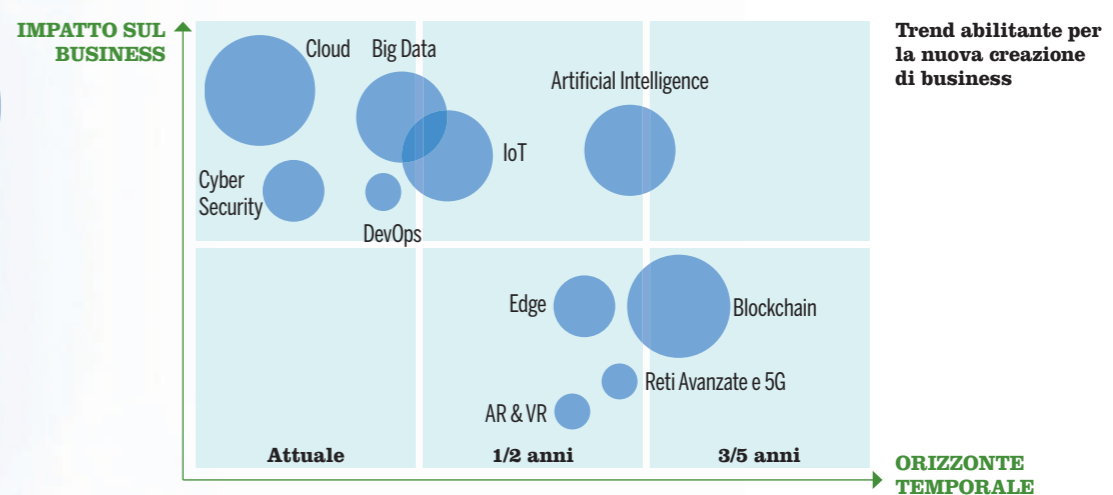 IMPATTO SUL
BUSINESS
Cloud
Big Data
Artificial Intelligence
IoT
Cyber
Security
DevOps
Trend abilitante per
la nuova creazione
di business
Edge
Blockchain
Reti Avanzate e 5G
AR & VR
Attuale
1/2 anni
3/5 anni
ORIZZONTE
TEMPORALE